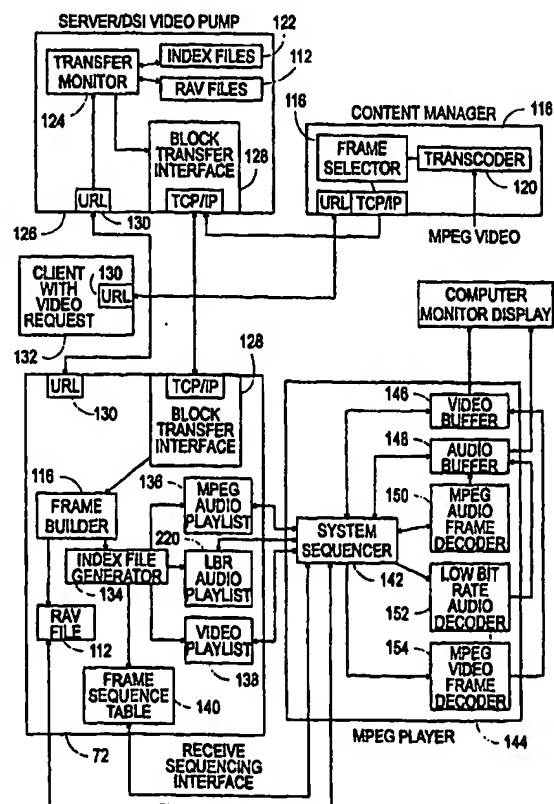 SERVER/DSI VIDEO PUMP
122
INDEX FILES
TRANSFER
MONITOR
124
112
RAV FILES
BLOCK
TRANSFER
INTERFACE
128
URL
TCP/IP
126
130
116
CONTENT MANAGER
118
FRAME
SELECTOR
TRANSCODER
120
URL
TCP/IP
MPEG VIDEO
CLIENT
WITH
VIDEO
REQUEST
130
URL
132
COMPUTER
MONITOR DISPLAY
URL
130
TCP/IP
128
BLOCK
TRANSFER
INTERFACE
116
FRAME
BUILDER
136
MPEG
AUDIO
PLAYLIST
220
INDEX FILE
GENERATOR
134
LBR
AUDIO
PLAYLIST
RAV
FILE
112
VIDEO
PLAYLIST
138
FRAME
SEQUENCE
TABLE
140
72
RECEIVE
SEQUENCING
INTERFACE
146
VIDEO
BUFFER
148
AUDIO
BUFFER
150
MPEG
AUDIO
FRAME
DECODER
SYSTEM
SEQUENCER
142
LOW BIT
RATE
AUDIO
DECODER
152
154
MPEG
VIDEO
FRAME
DECODER
MPEG PLAYER
144